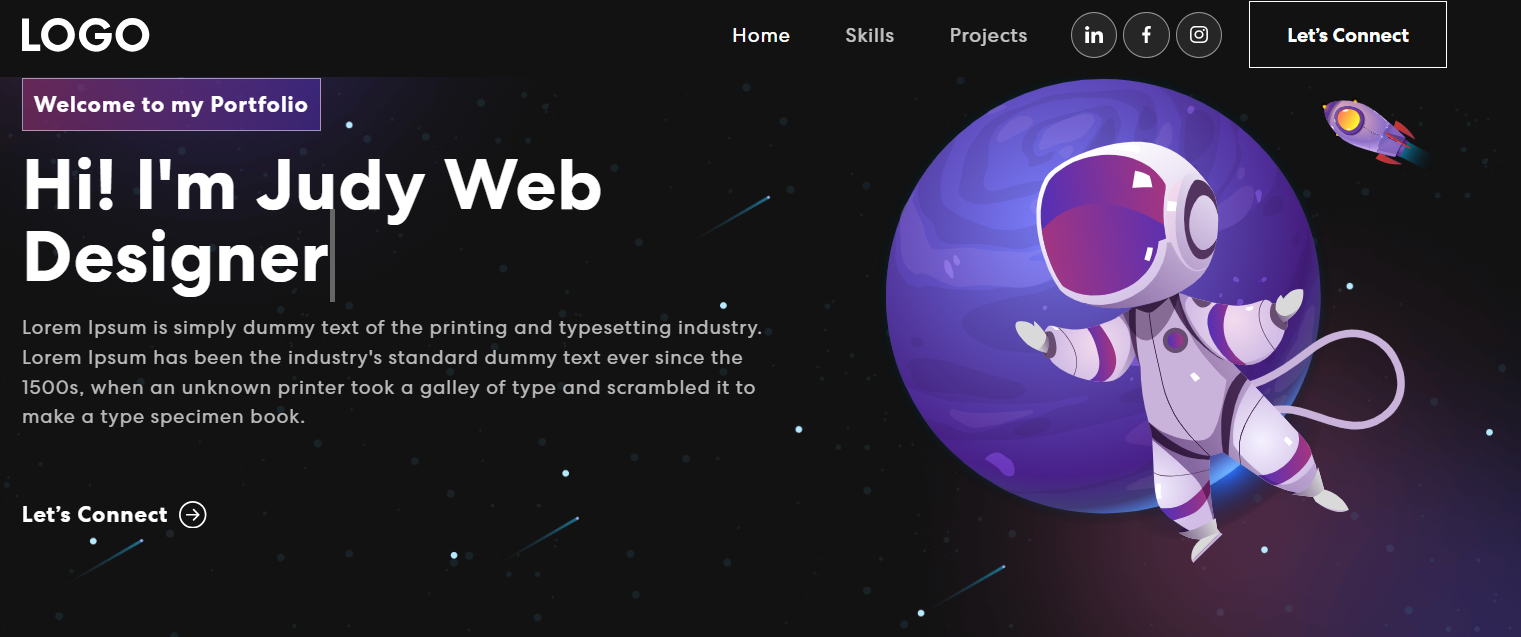 LOGO
Home
Skills
Projects
in
f
Let's Connect
Welcome to my Portfolio
Hi! I'm Judy Web
Designer
Lorem Ipsum is simply dummy text of the printing and typesetting industry.
Lorem Ipsum has been the industry's standard dummy text ever since the
1500s, when an unknown printer took a galley of type and scrambled it to
make a type specimen book.
Let’s Connect